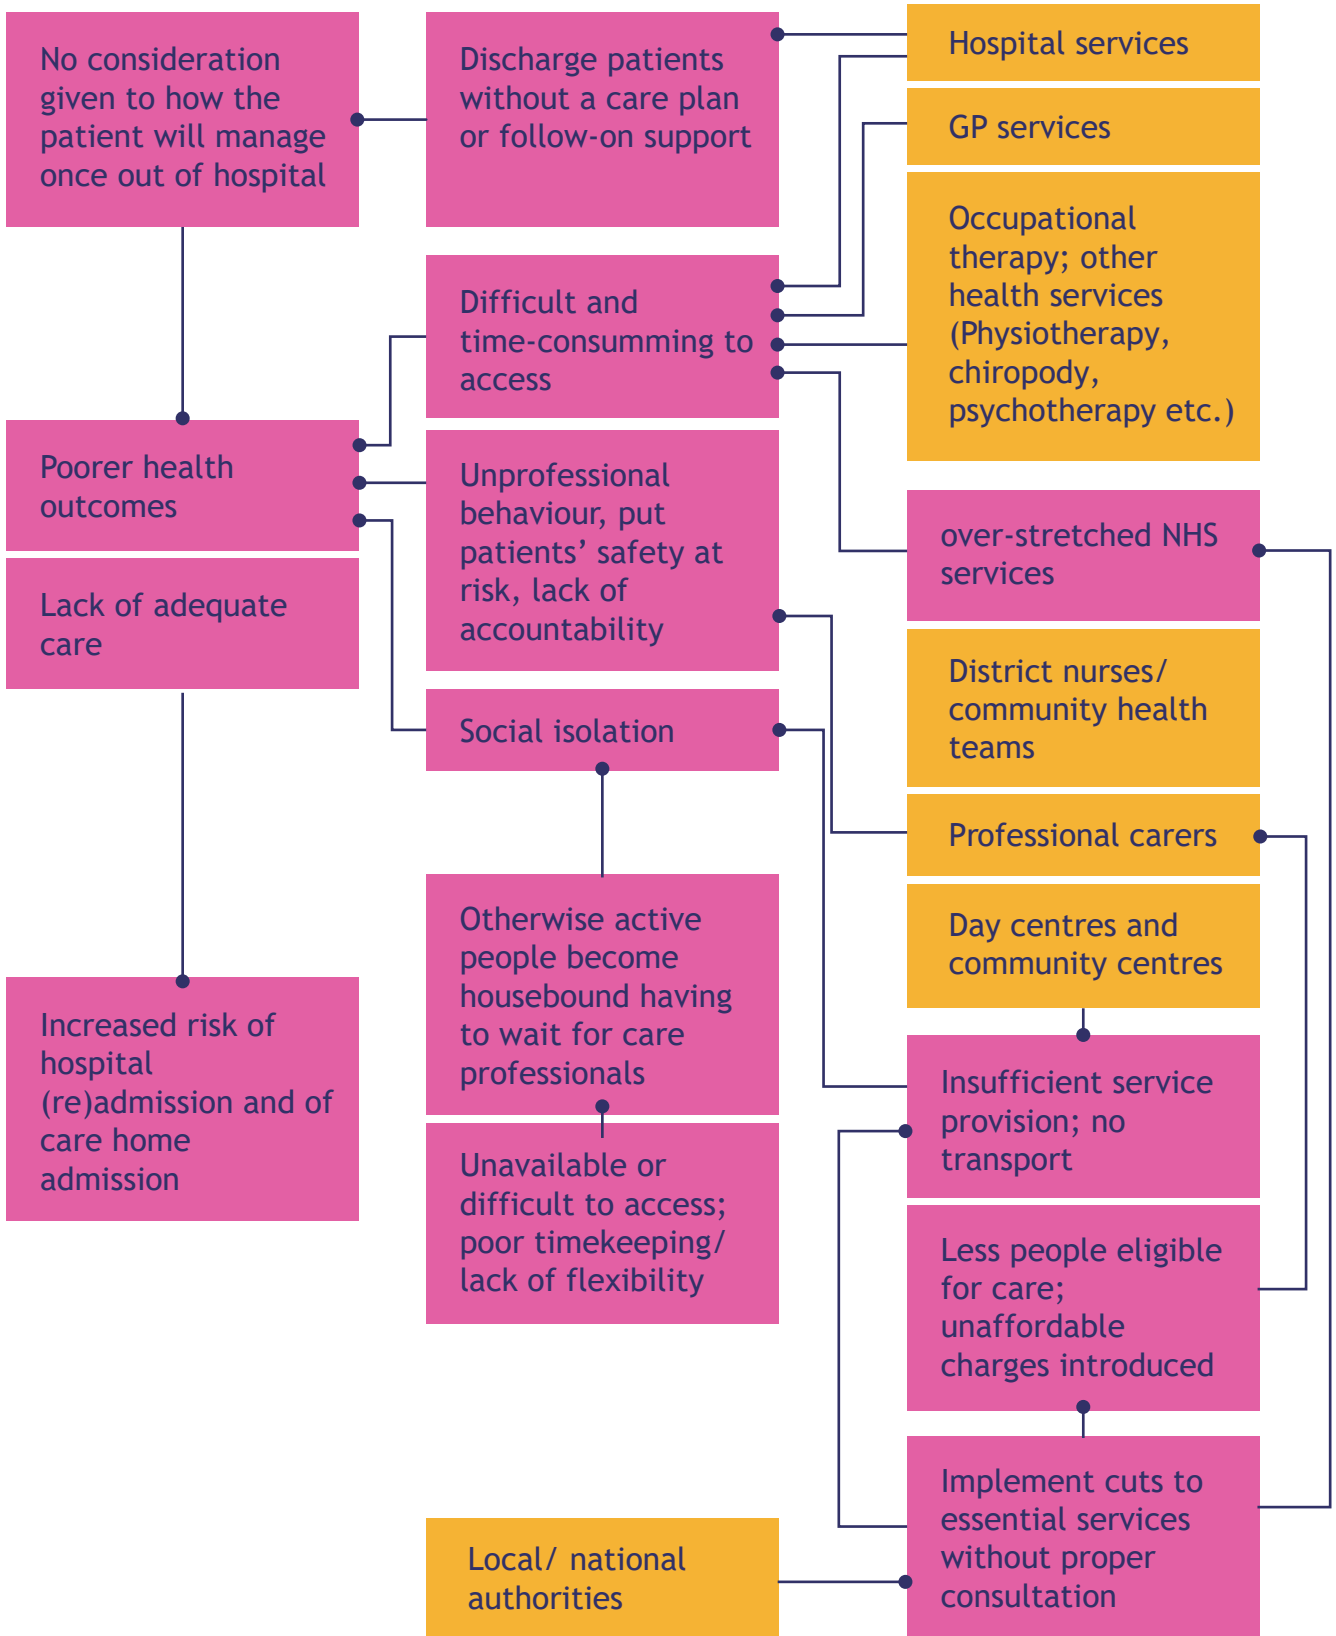 No consideration
given to how the
patient will manage
once out of hospital
Discharge patients
without a care plan
or follow-on support
Hospital services
GP services
Occupational
therapy; other
health services
(Physiotherapy,
chiropody,
psychotherapy etc.)
Difficult and
time-consumming to
access
Poorer health
outcomes
Unprofessional
behaviour, put
patients’ safety at
risk, lack of
accountability
over-stretched NHS
services
Lack of adequate
care
District nurses/
community health
teams
Social isolation
Professional carers
Otherwise active
people become
housebound having
to wait for care
professionals
Day centres and
community centres
Increased risk of
hospital
(re)admission and of
care home
admission
Insufficient service
provision; no
transport
Unavailable or
difficult to access;
poor timekeeping/
lack of flexibility
Less people eligible
for care;
unaffordable
charges introduced
Implement cuts to
essential services
without proper
consultation
Local/ national
authorities